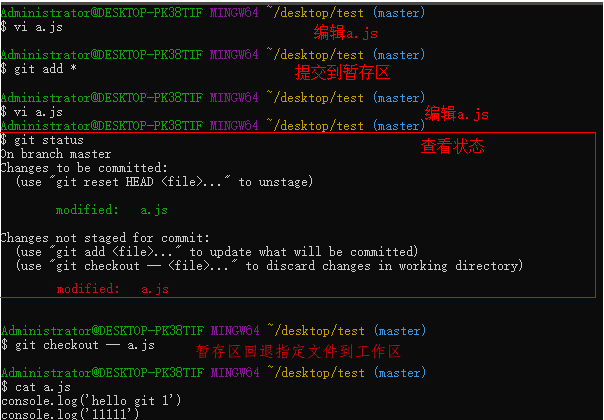 Administrator@DESKTOP-PK38TIF MINGW64 ~/desktop/test (master)
$ vi a.js 编辑a.js
Administrator@DESKTOP-PK38TIF MINGW64 ~/desktop/test (master)
$ git add * 提交到暂存区
Administrator@DESKTOP-PK38TIF MINGW64 ~/desktop/test (master)
$ vi a.js 编辑a.js
Administrator@DESKTOP-PK38TIF MINGW64 ~/desktop/test (master)
$ git status 查看状态
On branch master
Changes to be committed:
(use "git reset HEAD <file>..." to unstage)
modified: a.js
Changes not staged for commit:
(use "git add <file>..." to update what will be committed)
(use "git checkout -- <file>..." to discard changes in working directory)
modified: a.js
Administrator@DESKTOP-PK38TIF MINGW64 ~/desktop/test (master)
$ git checkout -- a.js 暂存区回退指定文件到工作区
Administrator@DESKTOP-PK38TIF MINGW64 ~/desktop/test (master)
$ cat a.js
console.log('hello git 1')
console.log('11111')